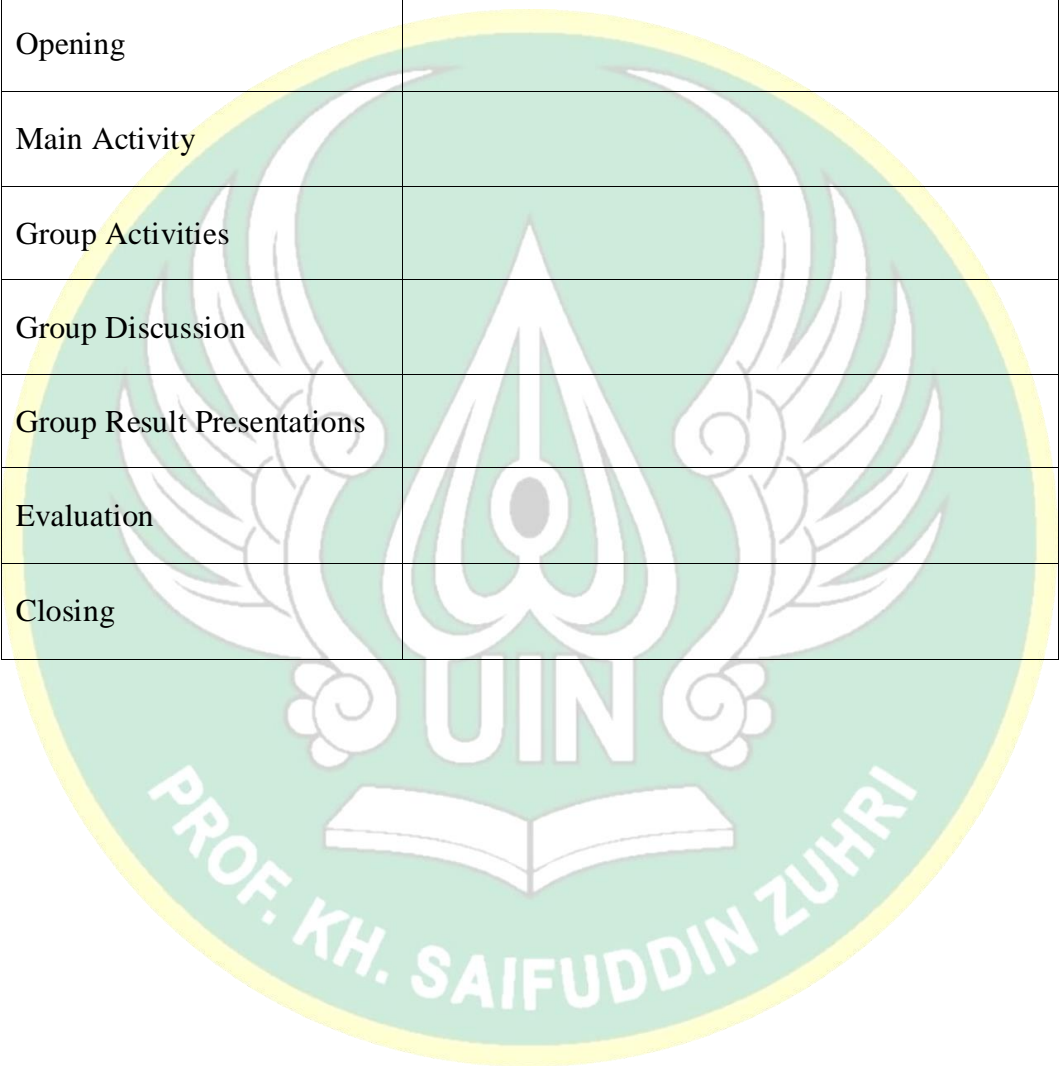 Opening
Main Activity
Group Activities
Group Discussion
Group Result Presentations
Evaluation
Closing
UIN
PROF. KH. SAIFUDDIN ZUHRI